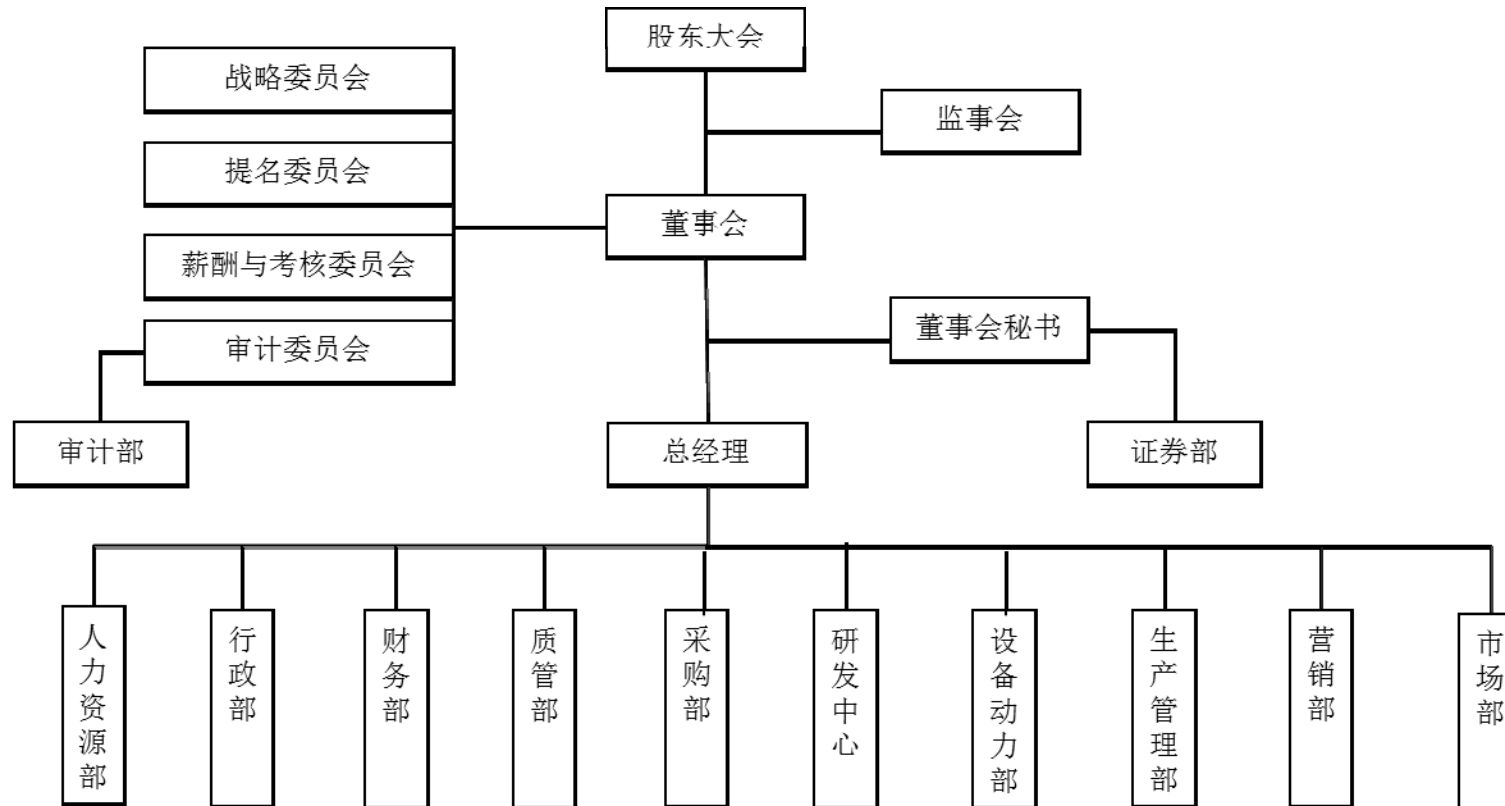 股东大会
战略委员会
监事会
提名委员会
董事会
薪酬与考核委员会
董事会秘书
审计委员会
审计部
总经理
证券部
人力资源部
行政部
财务部
质管部
采购部
研发中心
设备动力部
生产管理部
营销部
市场部